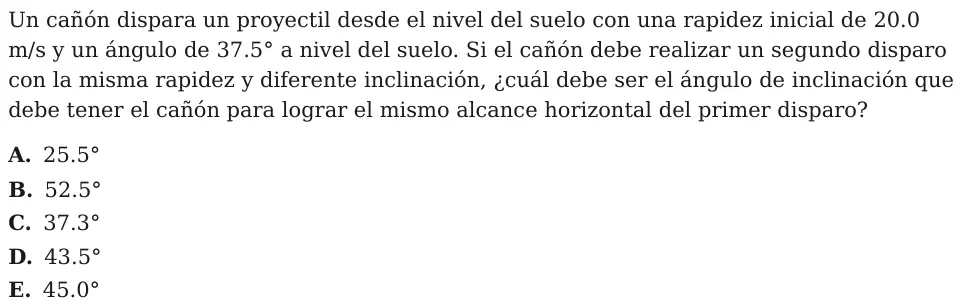 Un cañón dispara un proyectil desde el nivel del suelo con una rapidez inicial de 20.0
m/s y un ángulo de 37.5° a nivel del suelo. Si el cañón debe realizar un segundo disparo
con la misma rapidez y diferente inclinación, ¿cuál debe ser el ángulo de inclinación que
debe tener el cañón para lograr el mismo alcance horizontal del primer disparo?
A. 25.5°
B. 52.5°
C. 37.3°
D. 43.5°
E. 45.0°